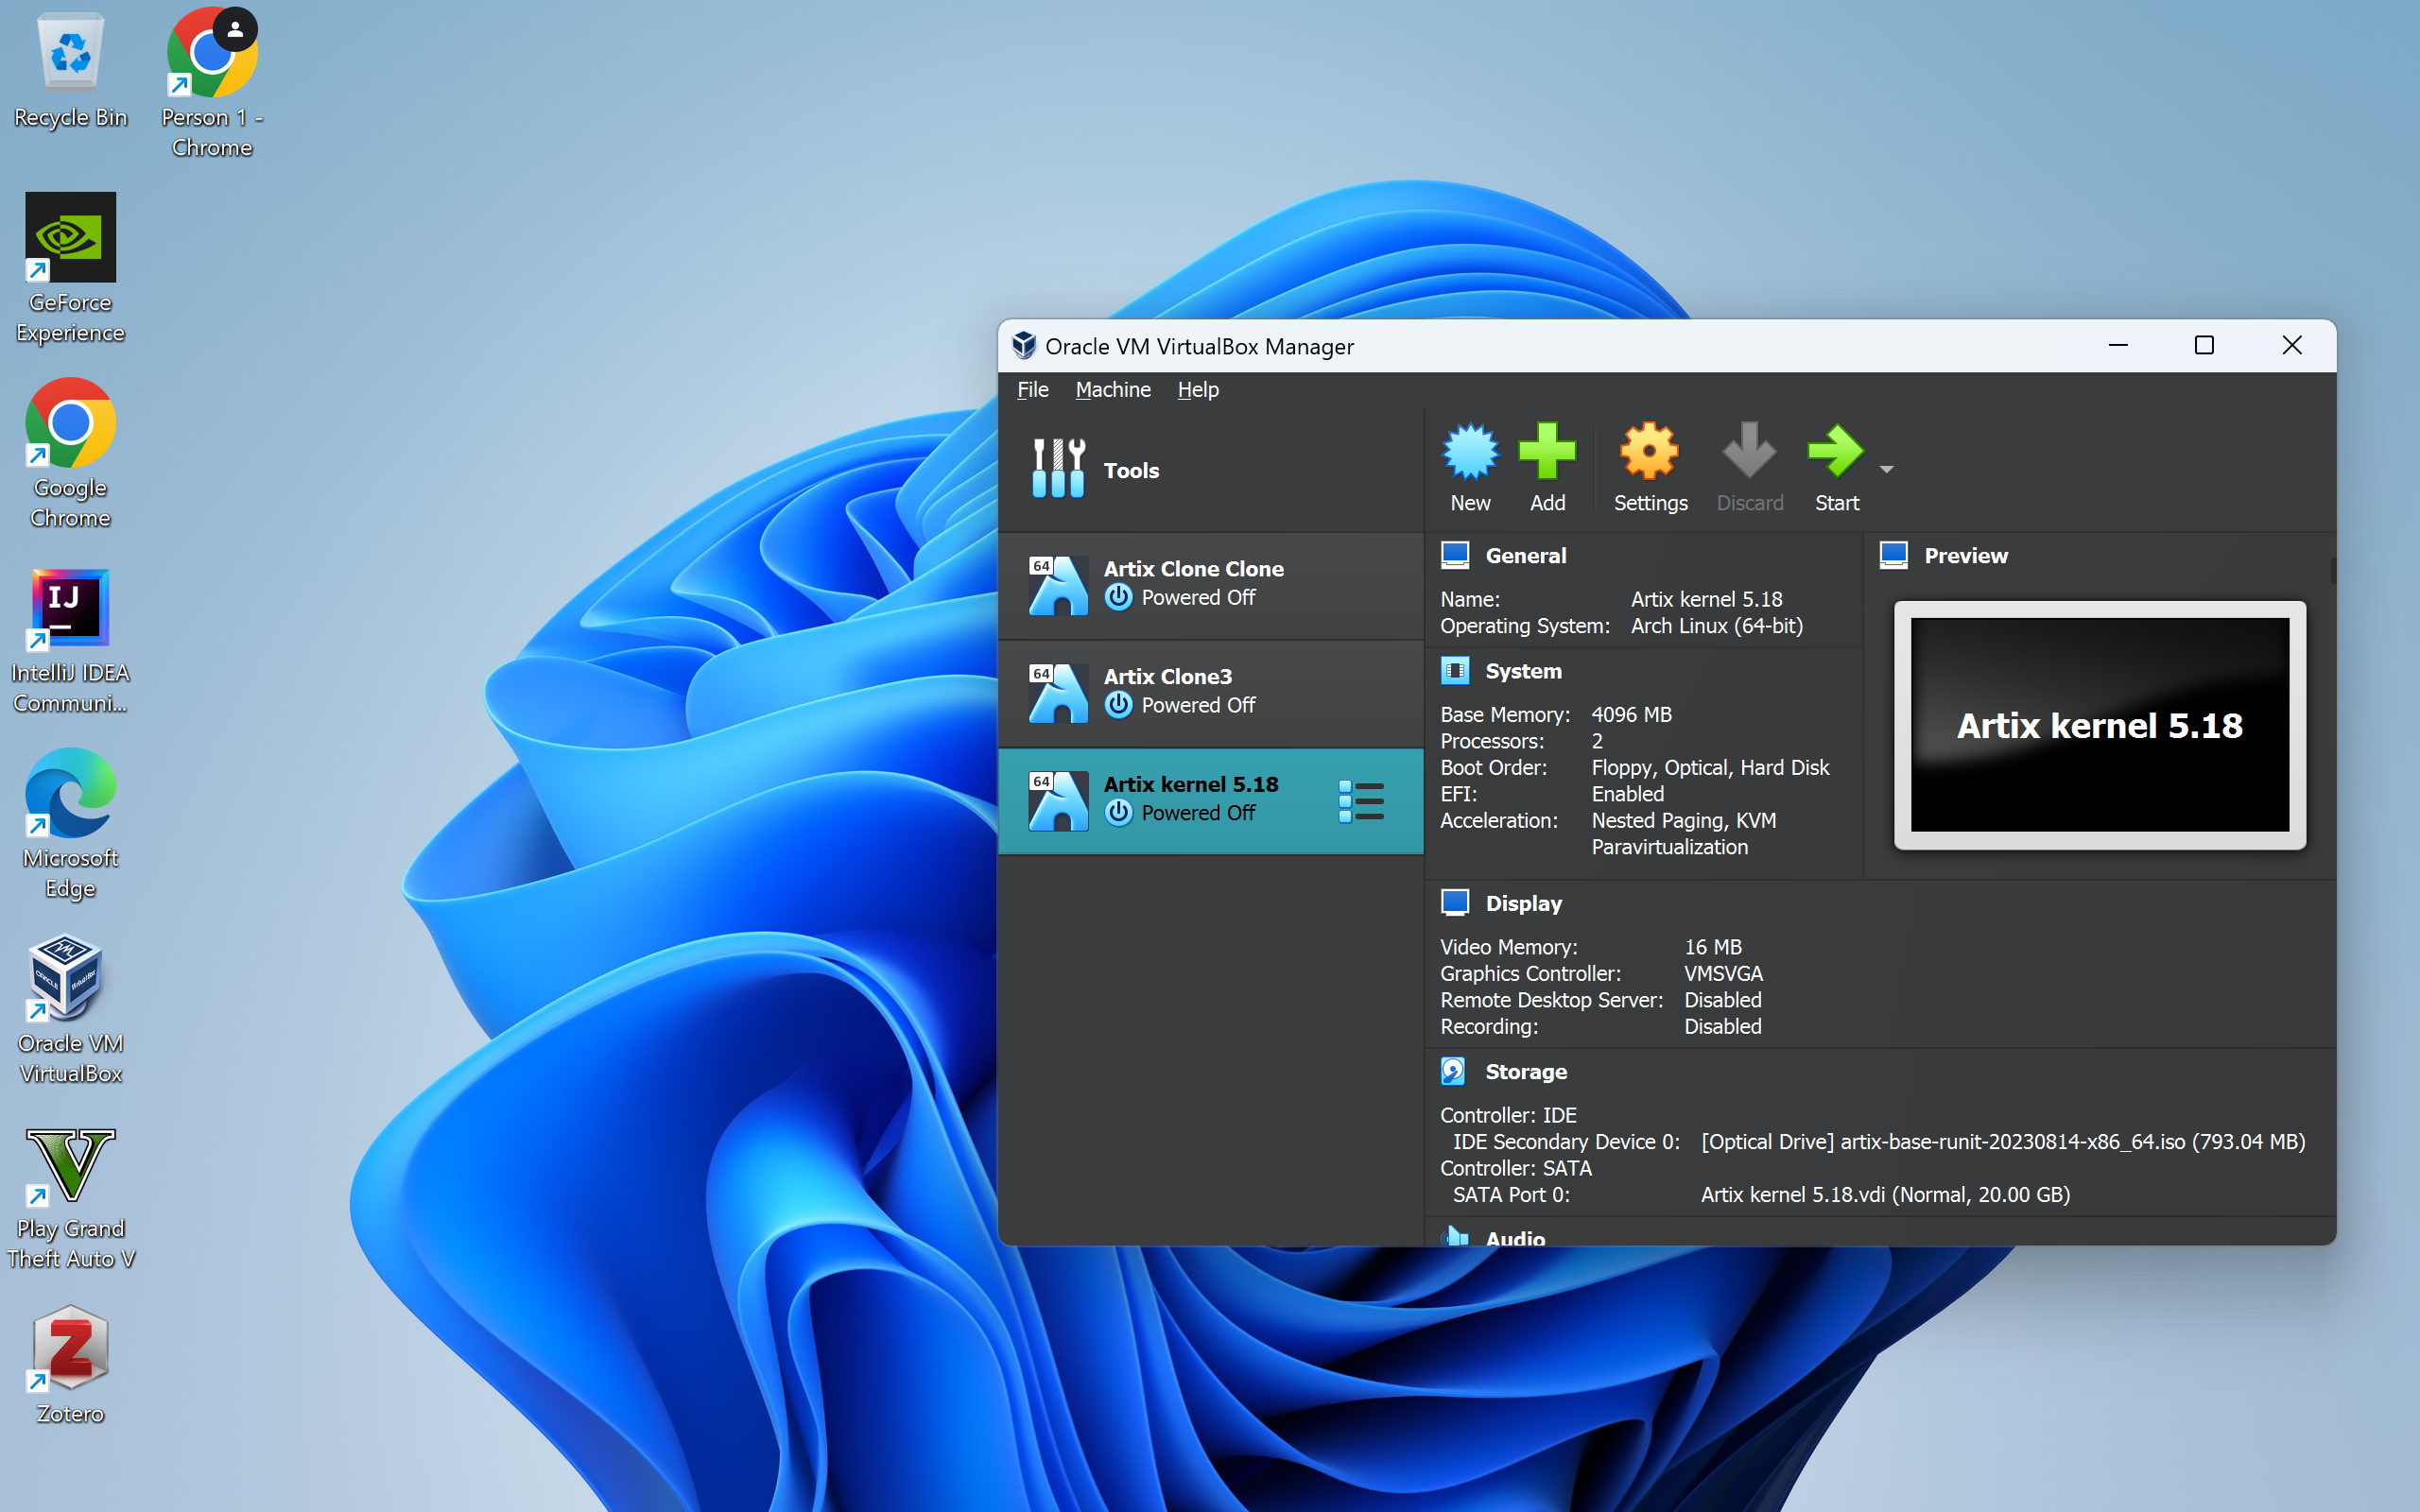 Recycle Bin
Person 1 -
Chrome
GeForce
Experience
Google
Chrome
IJ
IntelliJ IDEA
Communi...
Microsoft
Edge
Oracle VM
VirtualBox
V
Play Grand
Theft Auto V
Z
Zotero
Oracle VM VirtualBox Manager
File Machine Help
Tools
New Add Settings Discard Start
64
Artix Clone Clone
Powered Off
64
Artix Clone3
Powered Off
64
Artix kernel 5.18
Powered Off
General
Name: Artix kernel 5.18
Operating System: Arch Linux (64-bit)
System
Base Memory: 4096 MB
Processors: 2
Boot Order: Floppy, Optical, Hard Disk
EFI: Enabled
Acceleration: Nested Paging, KVM
Paravirtualization
Preview
Artix kernel 5.18
Display
Video Memory: 16 MB
Graphics Controller: VMSVGA
Remote Desktop Server: Disabled
Recording: Disabled
Storage
Controller: IDE
IDE Secondary Device 0: [Optical Drive] artix-base-runit-20230814-x86_64.iso (793.04 MB)
Controller: SATA
SATA Port 0: Artix kernel 5.18.vdi (Normal, 20.00 GB)
Audio